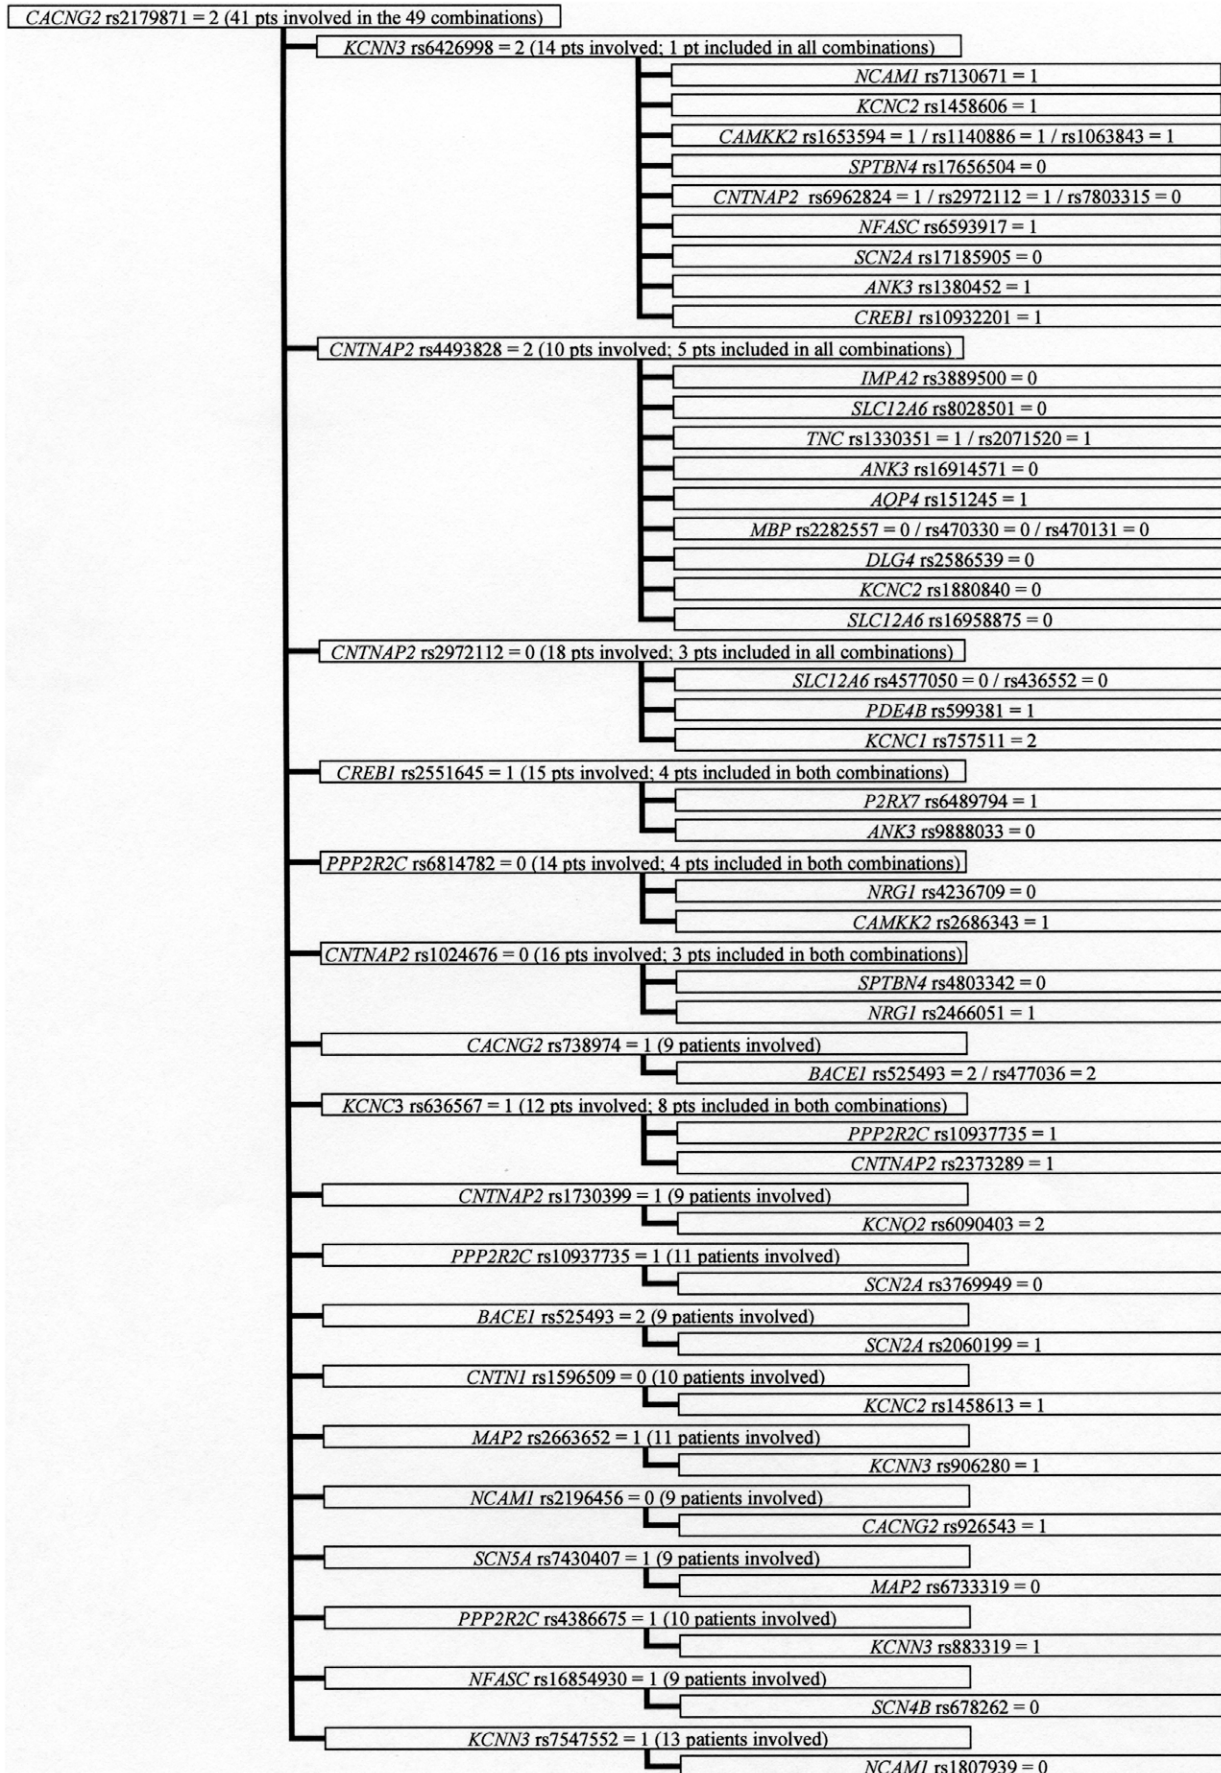 CACNG2 rs2179871 = 2 (41 pts involved in the 49 combinations)
KCNN3 rs6426998 = 2 (14 pts involved; 1 pt included in all combinations)
NCAM1 rs7130671 = 1
KCNC2 rs1458606 = 1
CAMKK2 rs1653594 = 1 / rs1140886 = 1 / rs1063843 = 1
SPTBN4 rs17656504 = 0
CNTNAP2 rs6962824 = 1 / rs2972112 = 1 / rs7803315 = 0
NFASC rs6593917 = 1
SCN2A rs17185905 = 0
ANK3 rs1380452 = 1
CREB1 rs10932201 = 1
CNTNAP2 rs4493828 = 2 (10 pts involved; 5 pts included in all combinations)
IMPA2 rs3889500 = 0
SLC12A6 rs8028501 = 0
TNC rs1330351 = 1 / rs2071520 = 1
ANK3 rs16914571 = 0
AQP4 rs151245 = 1
MBP rs2282557 = 0 / rs470330 = 0 / rs470131 = 0
DLG4 rs2586539 = 0
KCNC2 rs1880840 = 0
SLC12A6 rs16958875 = 0
CNTNAP2 rs2972112 = 0 (18 pts involved; 3 pts included in all combinations)
SLC12A6 rs4577050 = 0 / rs436552 = 0
PDE4B rs599381 = 1
KCNC1 rs757511 = 2
CREB1 rs2551645 = 1 (15 pts involved; 4 pts included in both combinations)
P2RX7 rs6489794 = 1
ANK3 rs9888033 = 0
PPP2R2C rs6814782 = 0 (14 pts involved; 4 pts included in both combinations)
NRG1 rs4236709 = 0
CAMKK2 rs2686343 = 1
CNTNAP2 rs1024676 = 0 (16 pts involved; 3 pts included in both combinations)
SPTBN4 rs4803342 = 0
NRG1 rs2466051 = 1
CACNG2 rs738974 = 1 (9 patients involved)
BACE1 rs525493 = 2 / rs477036 = 2
KCNC3 rs636567 = 1 (12 pts involved; 8 pts included in both combinations)
PPP2R2C rs10937735 = 1
CNTNAP2 rs2373289 = 1
CNTNAP2 rs1730399 = 1 (9 patients involved)
KCNQ2 rs6090403 = 2
PPP2R2C rs10937735 = 1 (11 patients involved)
SCN2A rs3769949 = 0
BACE1 rs525493 = 2 (9 patients involved)
SCN2A rs2060199 = 1
CNTN1 rs1596509 = 0 (10 patients involved)
KCNC2 rs1458613 = 1
MAP2 rs2663652 = 1 (11 patients involved)
KCNN3 rs906280 = 1
NCAM1 rs2196456 = 0 (9 patients involved)
CACNG2 rs926543 = 1
SCN5A rs7430407 = 1 (9 patients involved)
MAP2 rs6733319 = 0
PPP2R2C rs4386675 = 1 (10 patients involved)
KCNN3 rs883319 = 1
NFASC rs16854930 = 1 (9 patients involved)
SCN4B rs678262 = 0
KCNN3 rs7547552 = 1 (13 patients involved)
NCAM1 rs1807939 = 0